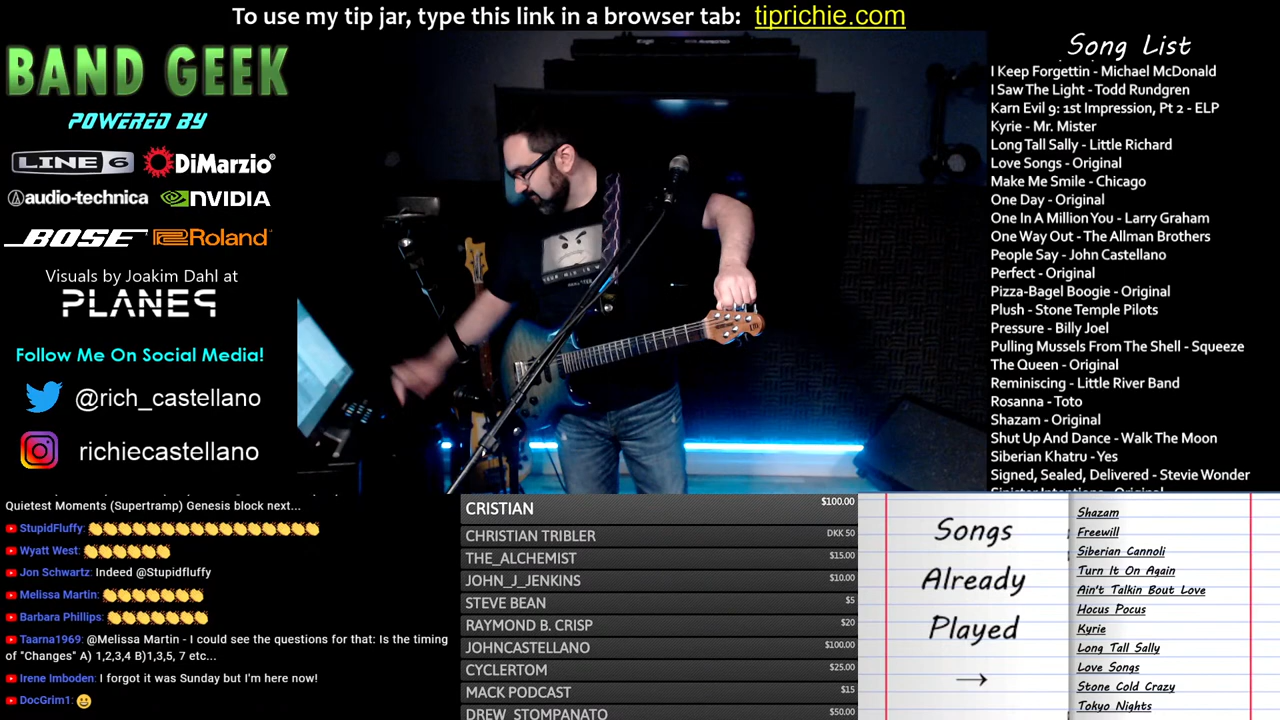 To use my tip jar, type this link in a browser tab: tiprichie.com
BAND GEEK
POWERED BY
LINE 6
DiMarzio®
audio-technica
NVIDIA
BOSE
Roland
Visuals by Joakim Dahl at
PLANE9
Follow Me On Social Media!
@rich_castellano
richiecastellano
Song List
I Keep Forgettin - Michael McDonald
I Saw The Light - Todd Rundgren
Karn Evil 9: 1st Impression, Pt 2 - ELP
Kyrie - Mr. Mister
Long Tall Sally - Little Richard
Love Songs - Original
Make Me Smile - Chicago
One Day - Original
One In A Million You - Larry Graham
One Way Out - The Allman Brothers
People Say - John Castellano
Perfect - Original
Pizza-Bagel Boogie - Original
Plush - Stone Temple Pilots
Pressure - Billy Joel
Pulling Mussels From The Shell - Squeeze
The Queen - Original
Reminiscing - Little River Band
Rosanna - Toto
Shazam - Original
Shut Up And Dance - Walk The Moon
Siberian Khatru - Yes
Signed, Sealed, Delivered - Stevie Wonder
Sinister Intentions - Original
Quietest Moments (Supertramp) Genesis block next...
StupidFluffy:
Wyatt West:
Jon Schwartz: Indeed @Stupidfluffy
Melissa Martin:
Barbara Phillips:
Taarna1969: @Melissa Martin - I could see the questions for that: Is the timing
of "Changes" A) 1,2,3,4 B)1,3,5, 7 etc...
Irene Imboden: I forgot it was Sunday but I'm here now!
DocGrim1:
CRISTIAN $100.00
CHRISTIAN TRIBLER DKK 50
THE_ALCHEMIST $15.00
JOHN_J_JENKINS $10.00
STEVE BEAN $5
RAYMOND B. CRISP $20
JOHNCASTELLANO $100.00
CYCLERTOM $25.00
MACK PODCAST $15
DREW_STOMPANATO $50.00
Songs
Already
Played
→
Shazam
Freewill
Siberian Cannoli
Turn It On Again
Ain't Talkin Bout Love
Hocus Pocus
Kyrie
Long Tall Sally
Love Songs
Stone Cold Crazy
Tokyo Nights